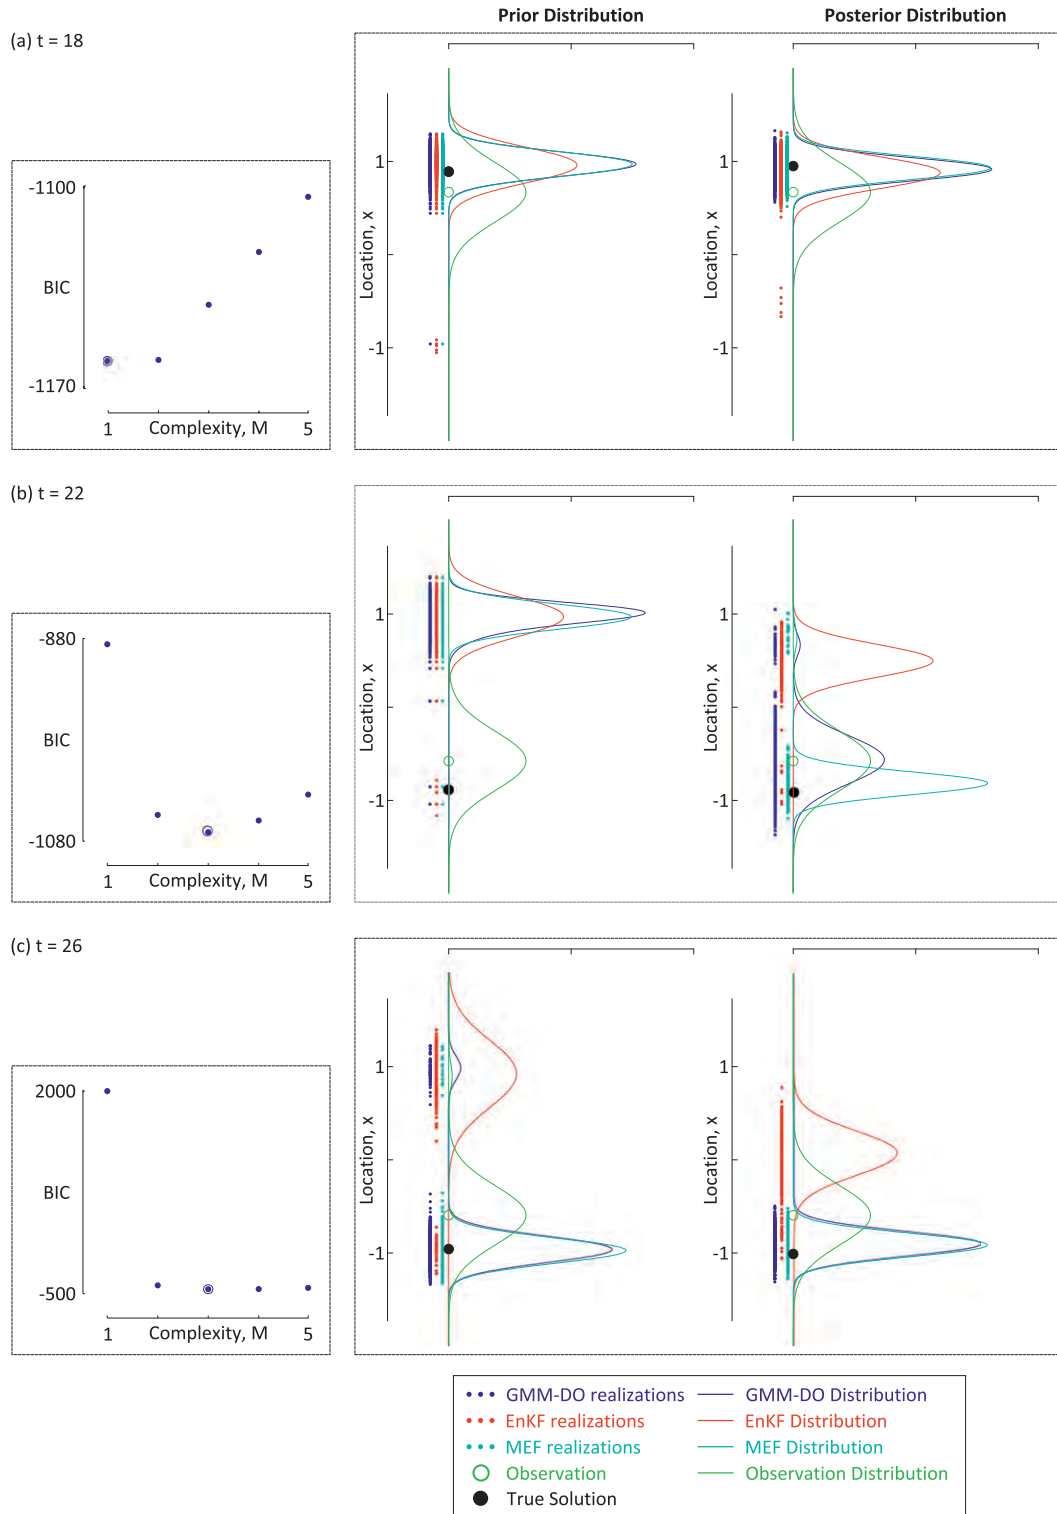 Prior Distribution
Posterior Distribution
(a) t = 18
-1100
BIC
-1170
1
Complexity, M
5
Location, x
1
-1
Location, x
1
-1
(b) t = 22
-880
BIC
-1080
1
Complexity, M
5
Location, x
1
-1
Location, x
1
-1
(c) t = 26
2000
BIC
-500
1
Complexity, M
5
Location, x
1
-1
Location, x
1
-1
GMM-DO realizations
GMM-DO Distribution
EnKF realizations
EnKF Distribution
MEF realizations
MEF Distribution
Observation
Observation Distribution
True Solution